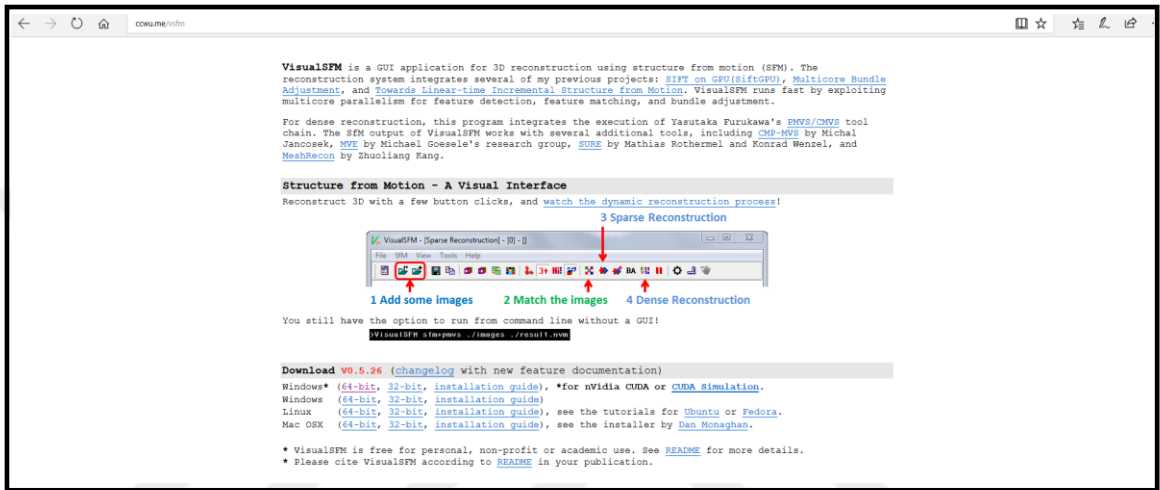 ccwu.me/vsfm
VisualSFM is a GUI application for 3D reconstruction using structure from motion (SFM). The
reconstruction system integrates several of my previous projects: SIFT on GPU(SiftGPU), Multicore Bundle
Adjustment, and Towards Linear-time Incremental Structure from Motion. VisualSFM runs fast by exploiting
multicore parallelism for feature detection, feature matching, and bundle adjustment.
For dense reconstruction, this program integrates the execution of Yasutaka Furukawa's PMVS/CMVS tool
chain. The SfM output of VisualSFM works with several additional tools, including CMP-MVS by Michal
Jancosek, MVE by Michael Goesele's research group, SURE by Mathias Rothermel and Konrad Wenzel, and
MeshRecon by Zhuoliang Kang.
Structure from Motion - A Visual Interface
Reconstruct 3D with a few button clicks, and watch the dynamic reconstruction process!
3 Sparse Reconstruction
VisualSFM - [Sparse Reconstruction] - [0] - []
File SfM View Tools Help
3+ BA
1 Add some images 2 Match the images 4 Dense Reconstruction
You still have the option to run from command line without a GUI!
>VisualSFM sfm+pmvs ./images ./result.nvm
Download V0.5.26 (changelog with new feature documentation)
Windows* (64-bit, 32-bit, installation guide), *for nVidia CUDA or CUDA Simulation.
Windows (64-bit, 32-bit, installation guide)
Linux (64-bit, 32-bit, installation guide), see the tutorials for Ubuntu or Fedora.
Mac OSX (64-bit, 32-bit, installation guide), see the installer by Dan Monaghan.
* VisualSFM is free for personal, non-profit or academic use. See README for more details.
* Please cite VisualSFM according to README in your publication.